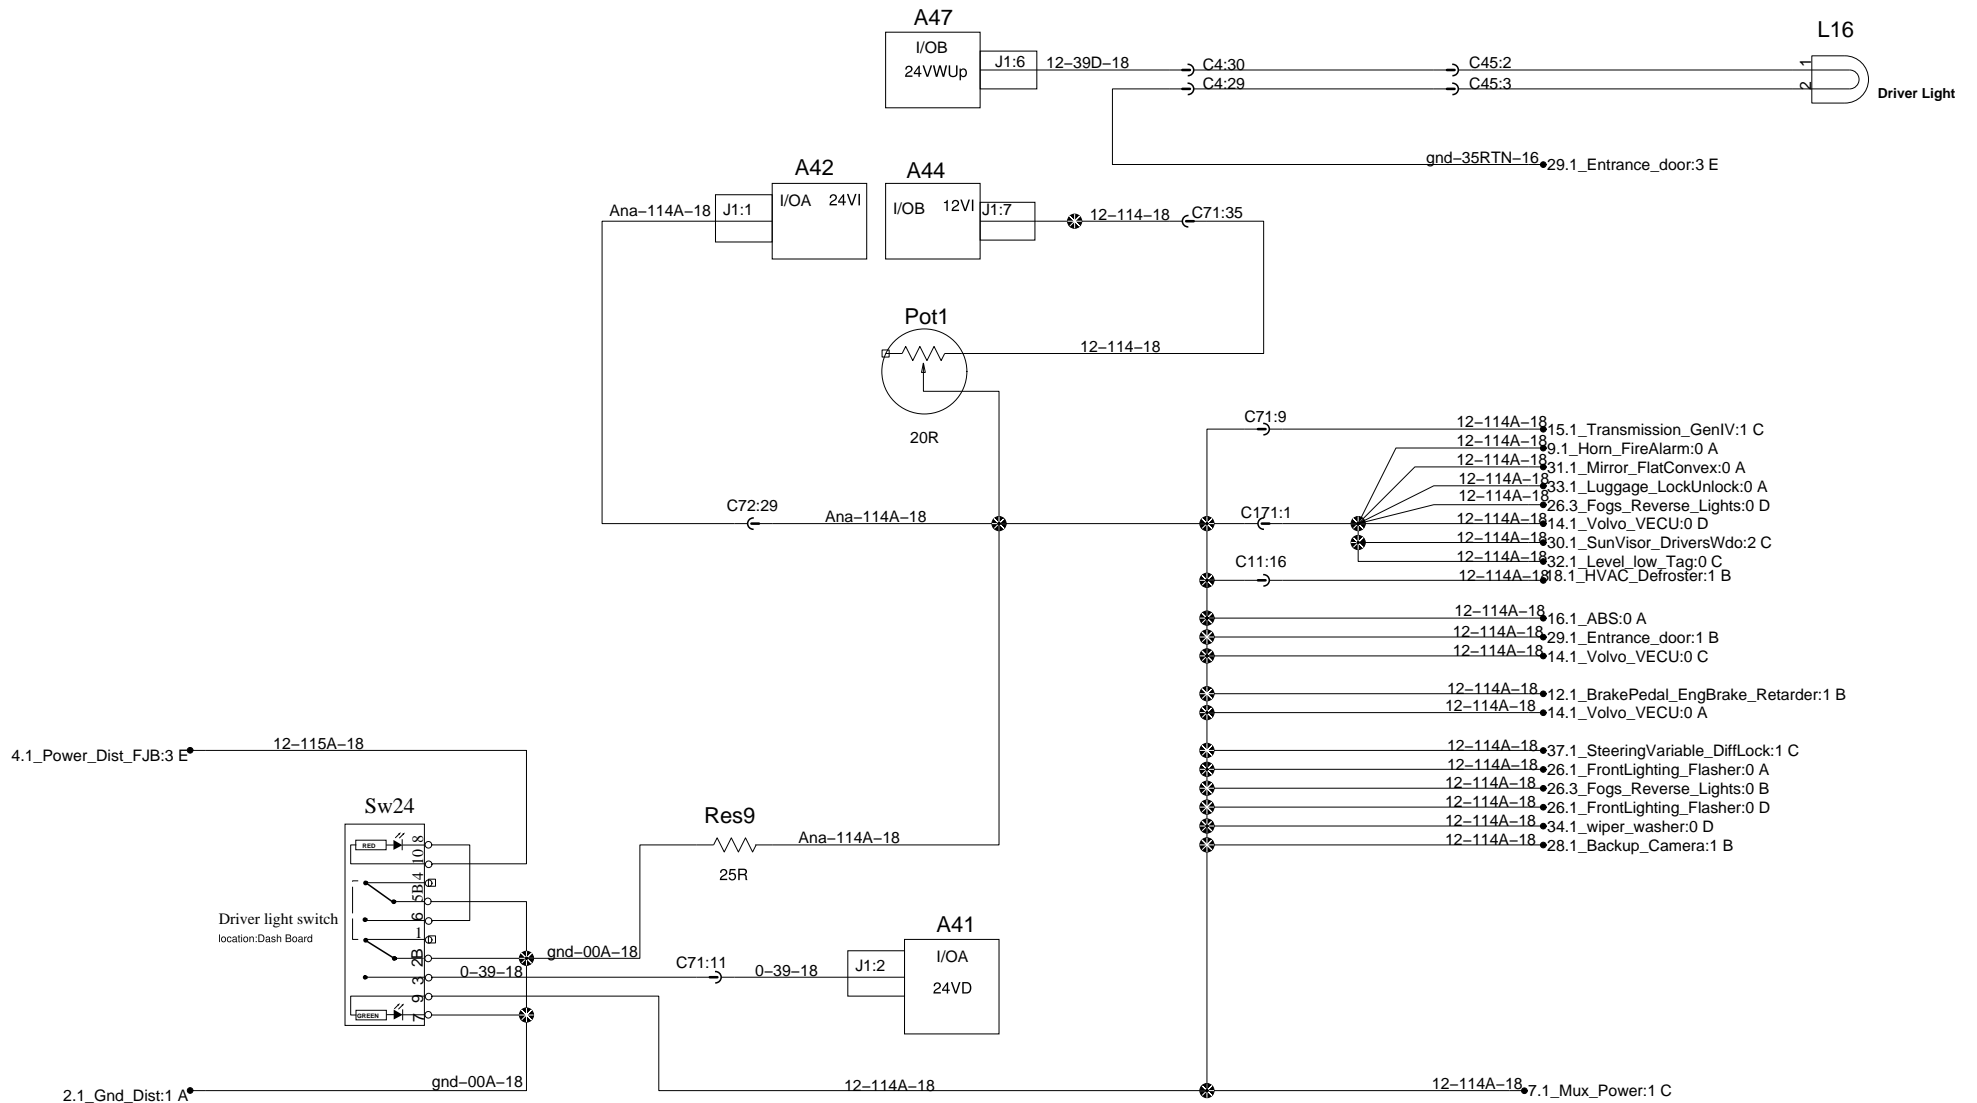 A47
L16
I/OB
24VWUp
J1:6
12–39D–18
C4:30
C45:2
1
C4:29
C45:3
2
Driver Light
gnd–35RTN–16
29.1_Entrance_door:3 E
A42
A44
Ana–114A–18
J1:1
I/OA
24VI
I/OB
12VI
J1:7
12–114–18
C71:35
Pot1
12–114–18
20R
C71:9
12–114A–18
15.1_Transmission_GenIV:1 C
12–114A–18
9.1_Horn_FireAlarm:0 A
12–114A–18
31.1_Mirror_FlatConvex:0 A
12–114A–18
33.1_Luggage_LockUnlock:0 A
12–114A–18
26.3_Fogs_Reverse_Lights:0 D
C72:29
Ana–114A–18
C171:1
12–114A–18
14.1_Volvo_VECU:0 D
12–114A–18
30.1_SunVisor_DriversWdo:2 C
12–114A–18
32.1_Level_low_Tag:0 C
C11:16
12–114A–18
18.1_HVAC_Defroster:1 B
12–114A–18
16.1_ABS:0 A
12–114A–18
29.1_Entrance_door:1 B
12–114A–18
14.1_Volvo_VECU:0 C
12–114A–18
12.1_BrakePedal_EngBrake_Retarder:1 B
12–114A–18
14.1_Volvo_VECU:0 A
12–115A–18
4.1_Power_Dist_FJB:3 E
12–114A–18
37.1_SteeringVariable_DiffLock:1 C
12–114A–18
26.1_FrontLighting_Flasher:0 A
12–114A–18
26.3_Fogs_Reverse_Lights:0 B
12–114A–18
26.1_FrontLighting_Flasher:0 D
12–114A–18
34.1_wiper_washer:0 D
12–114A–18
28.1_Backup_Camera:1 B
Sw24
Res9
RED
8
10
Ana–114A–18
25R
4
5B
6
Driver light switch
location:Dash Board
1
2B
3
9
7
GREEN
gnd–00A–18
0–39–18
C71:11
0–39–18
A41
J1:2
I/OA
24VD
gnd–00A–18
2.1_Gnd_Dist:1 A
12–114A–18
12–114A–18
7.1_Mux_Power:1 C